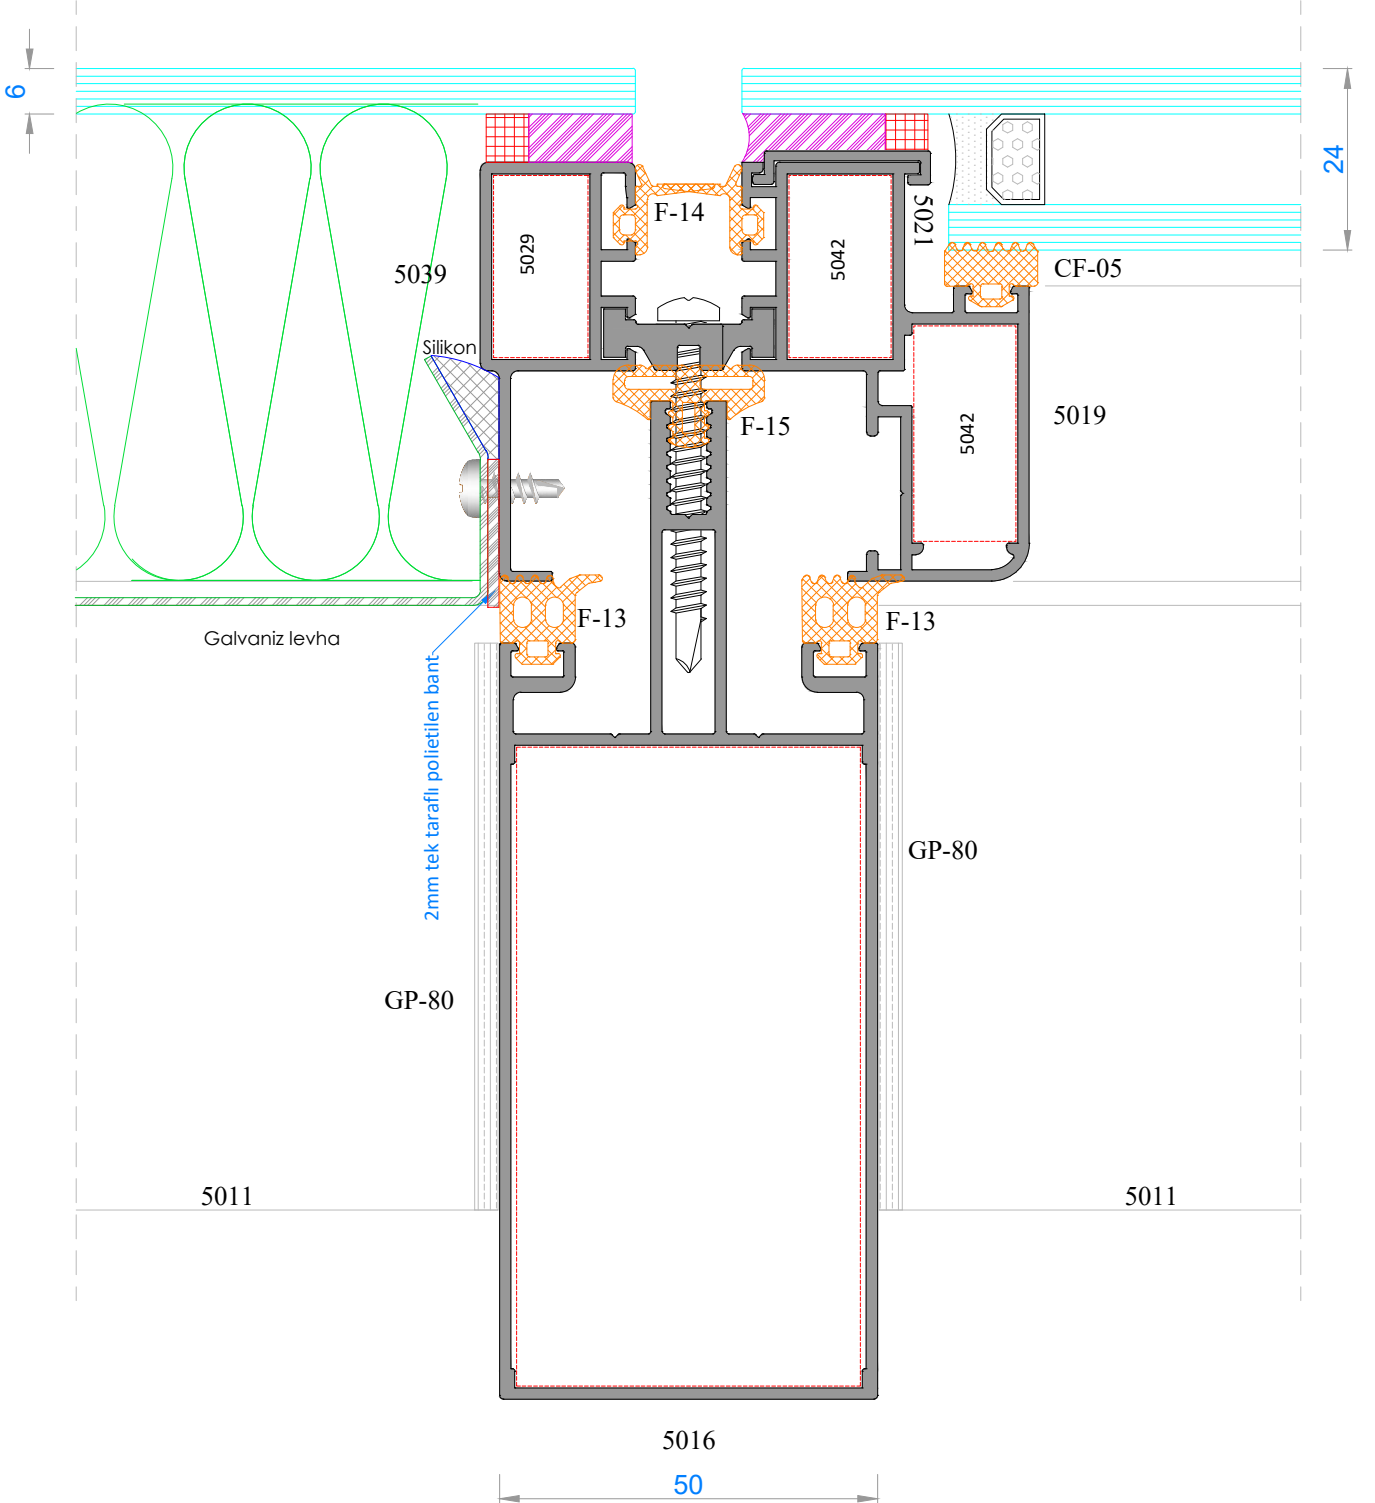 6
24
F-14
5021
5029
5042
5039
CF-05
Silikon
5019
F-15
5042
F-13
F-13
Galvaniz levha
2mm tek taraflı polietilen bant
GP-80
GP-80
5011
5011
5016
50